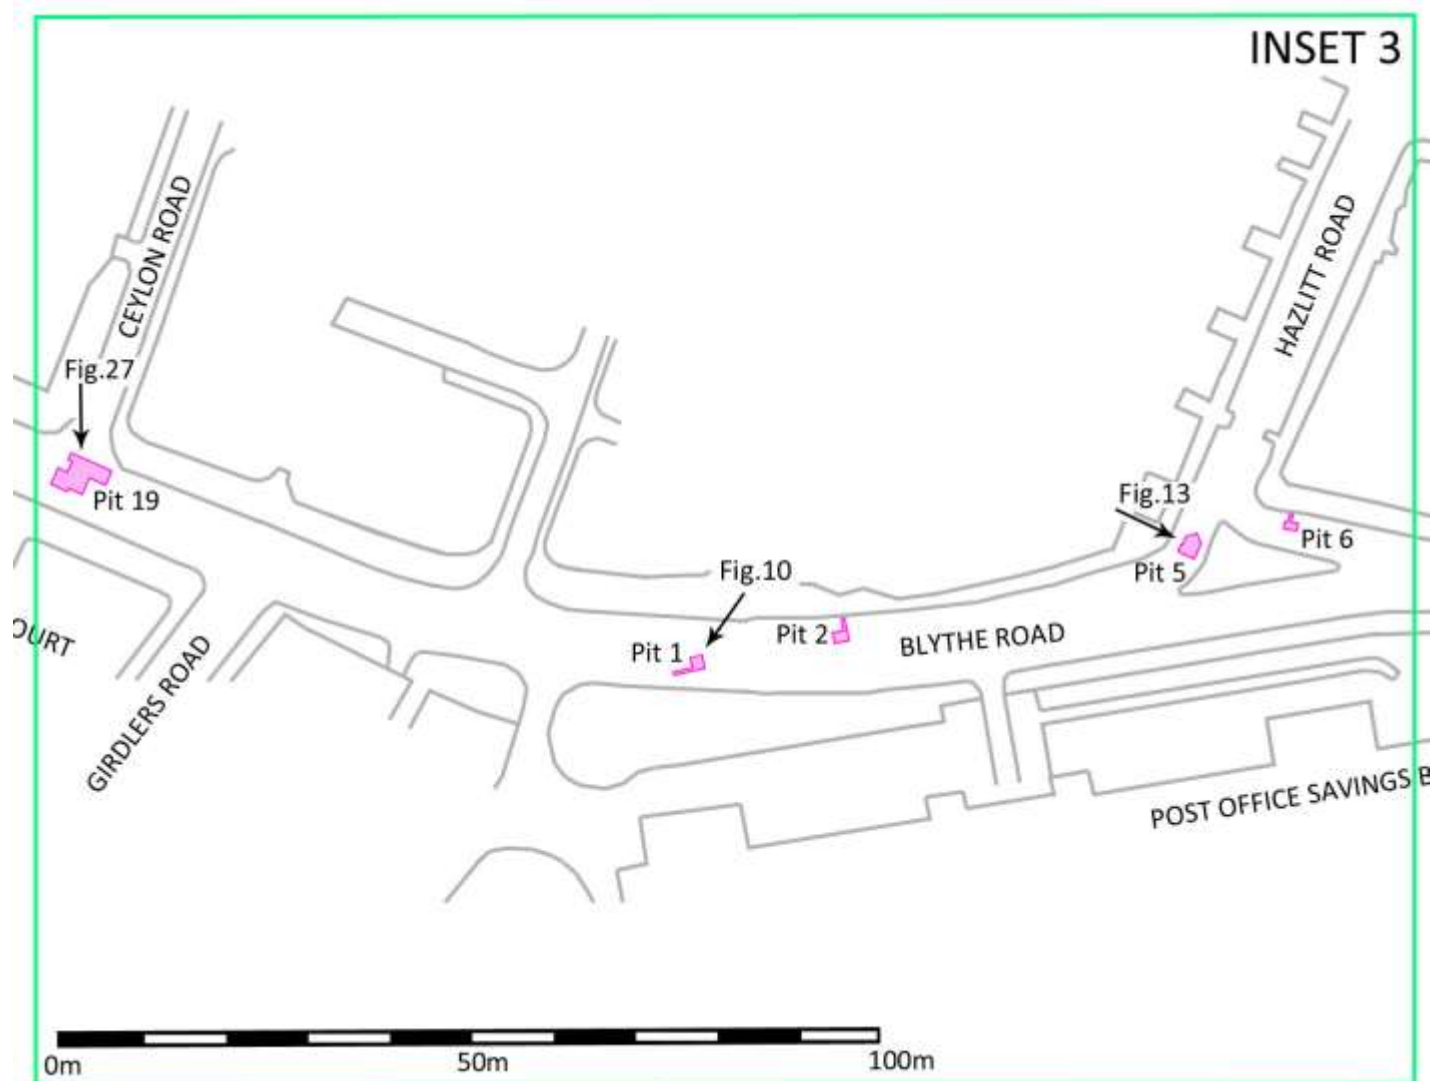 INSET 3
CEYLON ROAD
HAZLITT ROAD
Fig.27
Pit 19
Fig.13
Pit 6
Pit 5
Fig.10
Pit 2
Pit 1
BLYTHE ROAD
OURT
GIRDLERS ROAD
POST OFFICE SAVINGS B
0m
50m
100m